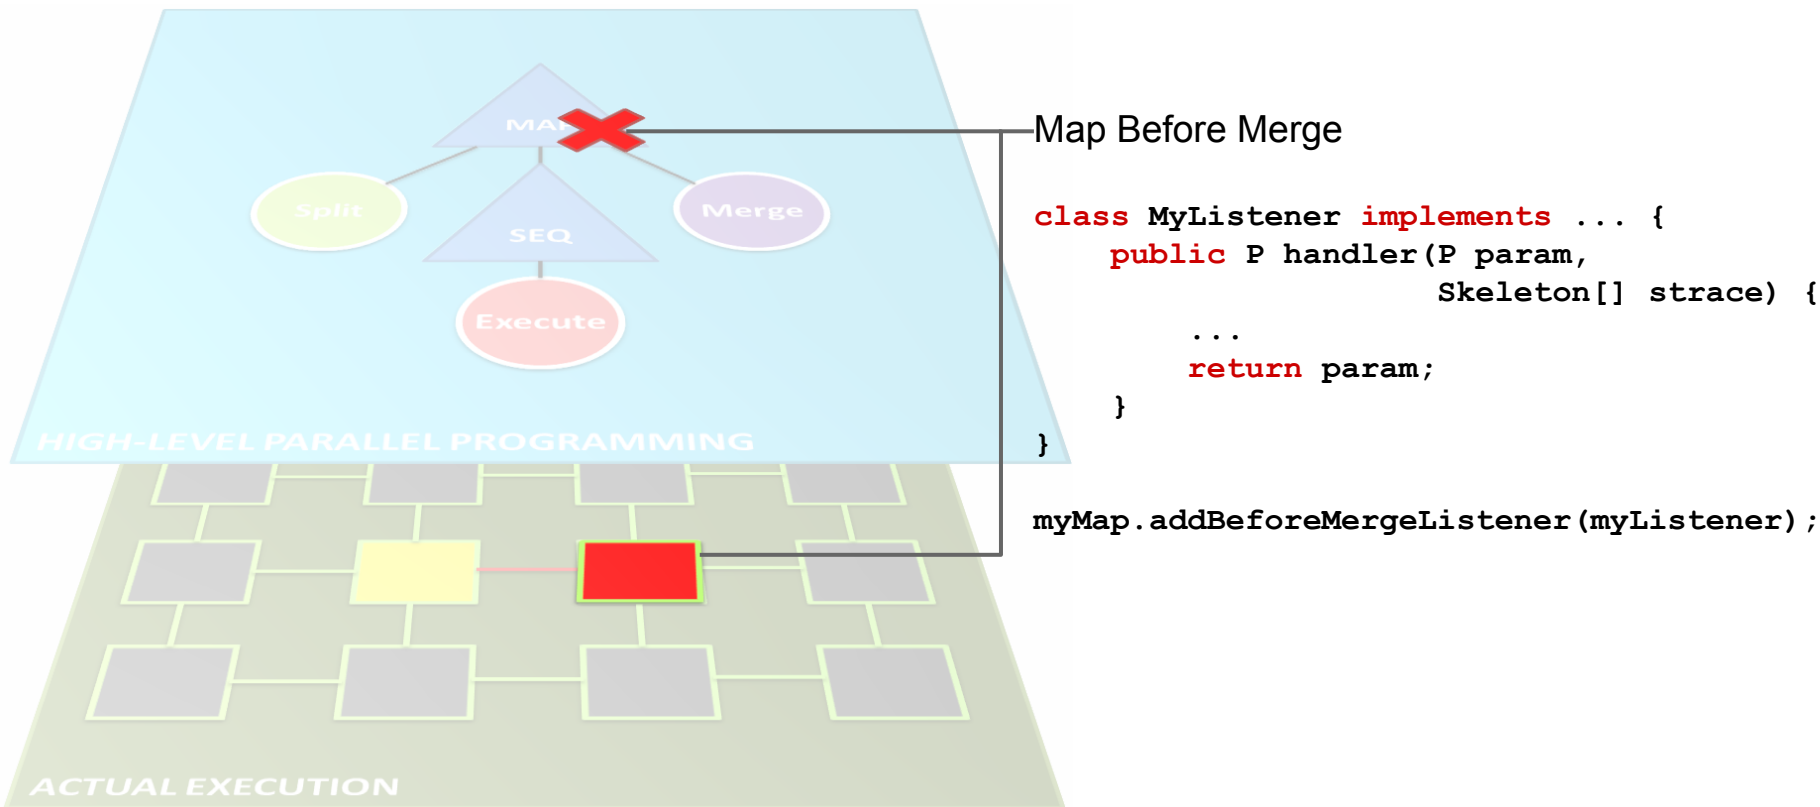 MAP
Split
Merge
SEQ
Execute
HIGH-LEVEL PARALLEL PROGRAMMING
ACTUAL EXECUTION
Map Before Merge
class MyListener implements ... {
public P handler(P param,
Skeleton[] strace) {
...
return param;
}
}
myMap.addBeforeMergeListener(myListener);